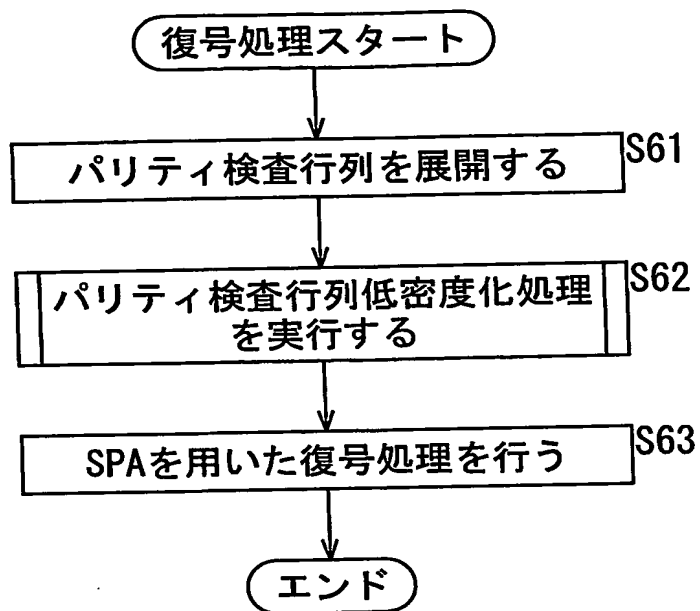 復号処理スタート
パリティ検査行列を展開する
S61
パリティ検査行列低密度化処理
を実行する
S62
SPAを用いた復号処理を行う
S63
エンド